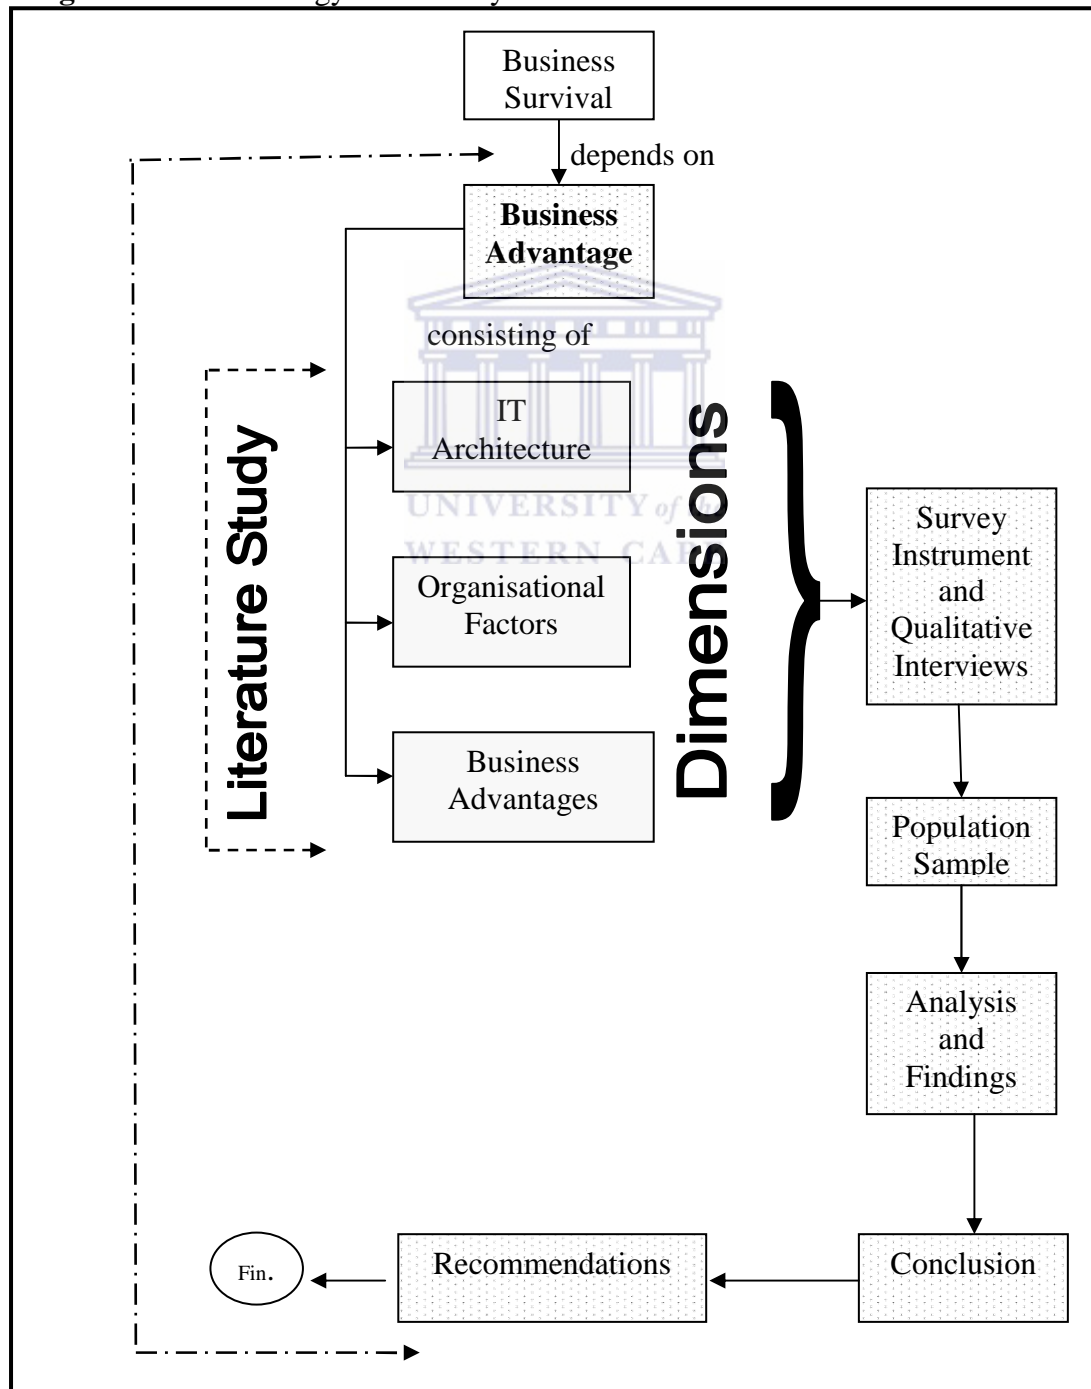 Business
Survival
depends on
Business
Advantage
consisting of
IT
Architecture
UNIVERSITY of the
WESTERN CAPE
Organisational
Factors
Business
Advantages
Literature Study
Dimensions
Survey
Instrument
and
Qualitative
Interviews
Population
Sample
Analysis
and
Findings
Conclusion
Recommendations
Fin.